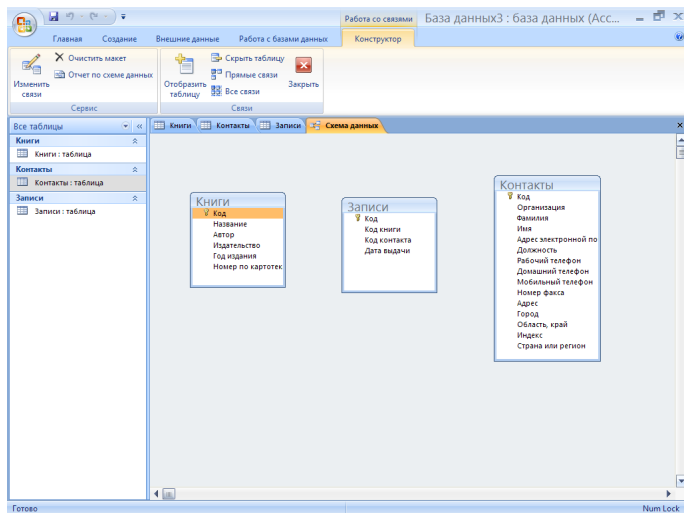 Работа со связями
База данных3 : база данных (Acc...
Главная Создание Внешние данные Работа с базами данных Конструктор
Изменить связи
Очистить макет
Отчет по схеме данных
Сервис
Отобразить таблицу
Скрыть таблицу
Прямые связи
Все связи
Закрыть
Связи
Все таблицы
Книги
Книги : таблица
Контакты
Контакты : таблица
Записи
Записи : таблица
Книги Контакты Записи Схема данных
Книги
Код
Название
Автор
Издательство
Год издания
Номер по картотек
Записи
Код
Код книги
Код контакта
Дата выдачи
Контакты
Код
Организация
Фамилия
Имя
Адрес электронной по
Должность
Рабочий телефон
Домашний телефон
Мобильный телефон
Номер факса
Адрес
Город
Область, край
Индекс
Страна или регион
Готово
Num Lock